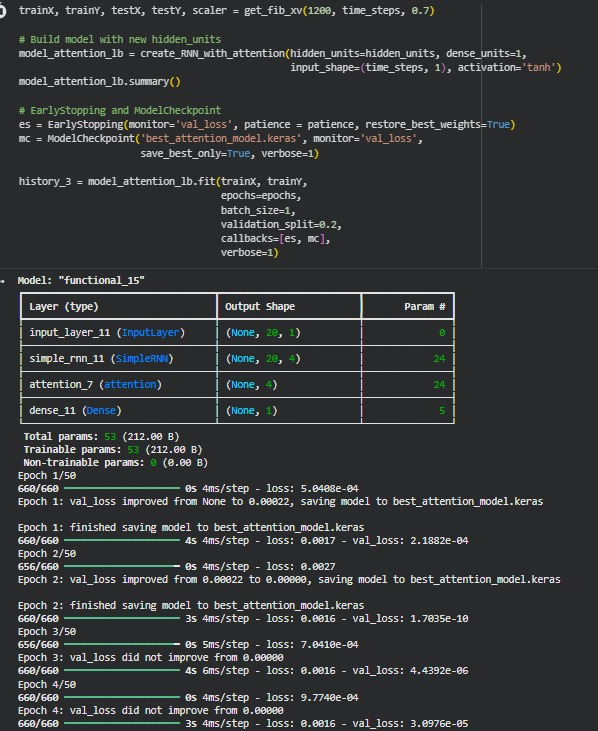 trainX, trainY, testX, testY, scaler = get_fib_xv(1200, time_steps, 0.7)
# Build model with new hidden_units
model_attention_lb = create_RNN_with_attention(hidden_units=hidden_units, dense_units=1,
input_shape=(time_steps, 1), activation='tanh')
model_attention_lb.summary()
# EarlyStopping and ModelCheckpoint
es = EarlyStopping(monitor='val_loss', patience = patience, restore_best_weights=True)
mc = ModelCheckpoint('best_attention_model.keras', monitor='val_loss',
save_best_only=True, verbose=1)
history_3 = model_attention_lb.fit(trainX, trainY,
epochs=epochs,
batch_size=1,
validation_split=0.2,
callbacks=[es, mc],
verbose=1)
Model: "functional_15"
Layer (type) Output Shape Param #
input_layer_11 (InputLayer) (None, 20, 1) 0
simple_rnn_11 (SimpleRNN) (None, 20, 4) 24
attention_7 (attention) (None, 4) 24
dense_11 (Dense) (None, 1) 5
Total params: 53 (212.00 B)
Trainable params: 53 (212.00 B)
Non-trainable params: 0 (0.00 B)
Epoch 1/50
660/660 0s 4ms/step - loss: 5.0408e-04
Epoch 1: val_loss improved from None to 0.00022, saving model to best_attention_model.keras
Epoch 1: finished saving model to best_attention_model.keras
660/660 4s 4ms/step - loss: 0.0017 - val_loss: 2.1882e-04
Epoch 2/50
656/660 0s 4ms/step - loss: 0.0027
Epoch 2: val_loss improved from 0.00022 to 0.00000, saving model to best_attention_model.keras
Epoch 2: finished saving model to best_attention_model.keras
660/660 3s 4ms/step - loss: 0.0016 - val_loss: 1.7035e-10
Epoch 3/50
656/660 0s 5ms/step - loss: 7.0410e-04
Epoch 3: val_loss did not improve from 0.00000
660/660 4s 6ms/step - loss: 0.0016 - val_loss: 4.4392e-06
Epoch 4/50
660/660 0s 4ms/step - loss: 9.7740e-04
Epoch 4: val_loss did not improve from 0.00000
660/660 3s 4ms/step - loss: 0.0016 - val_loss: 3.0976e-05